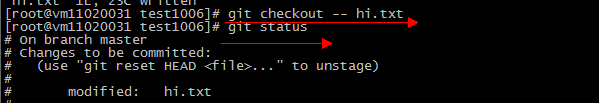 "hi.txt" 1L, 23C written
[root@vm11020031 test1006]# git checkout -- hi.txt
[root@vm11020031 test1006]# git status
# On branch master
# Changes to be committed:
#   (use "git reset HEAD <file>..." to unstage)
#
#       modified:   hi.txt
#